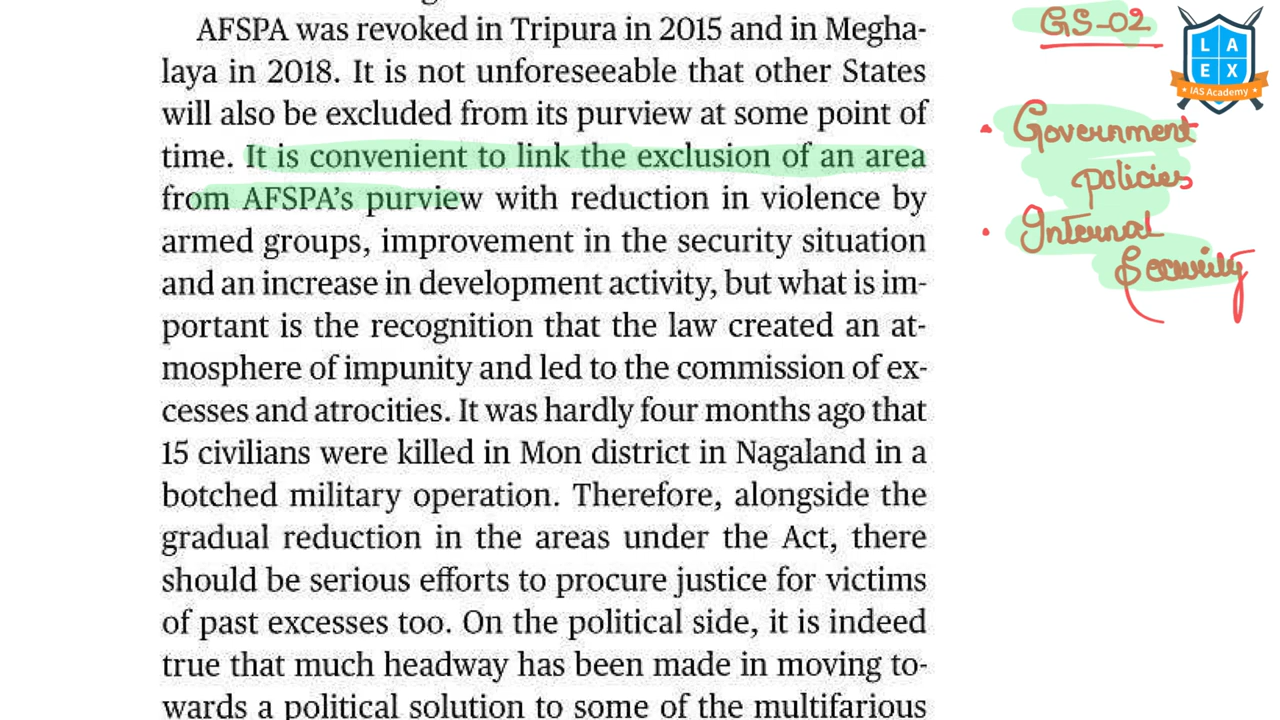 AFSPA was revoked in Tripura in 2015 and in Megha-
laya in 2018. It is not unforeseeable that other States
will also be excluded from its purview at some point of
time. It is convenient to link the exclusion of an area
from AFSPA's purview with reduction in violence by
armed groups, improvement in the security situation
and an increase in development activity, but what is im-
portant is the recognition that the law created an at-
mosphere of impunity and led to the commission of ex-
cesses and atrocities. It was hardly four months ago that
15 civilians were killed in Mon district in Nagaland in a
botched military operation. Therefore, alongside the
gradual reduction in the areas under the Act, there
should be serious efforts to procure justice for victims
of past excesses too. On the political side, it is indeed
true that much headway has been made in moving to-
wards a political solution to some of the multifarious
GS-02
L A
E X
IAS Academy
• Government
policies
• Internal
Security